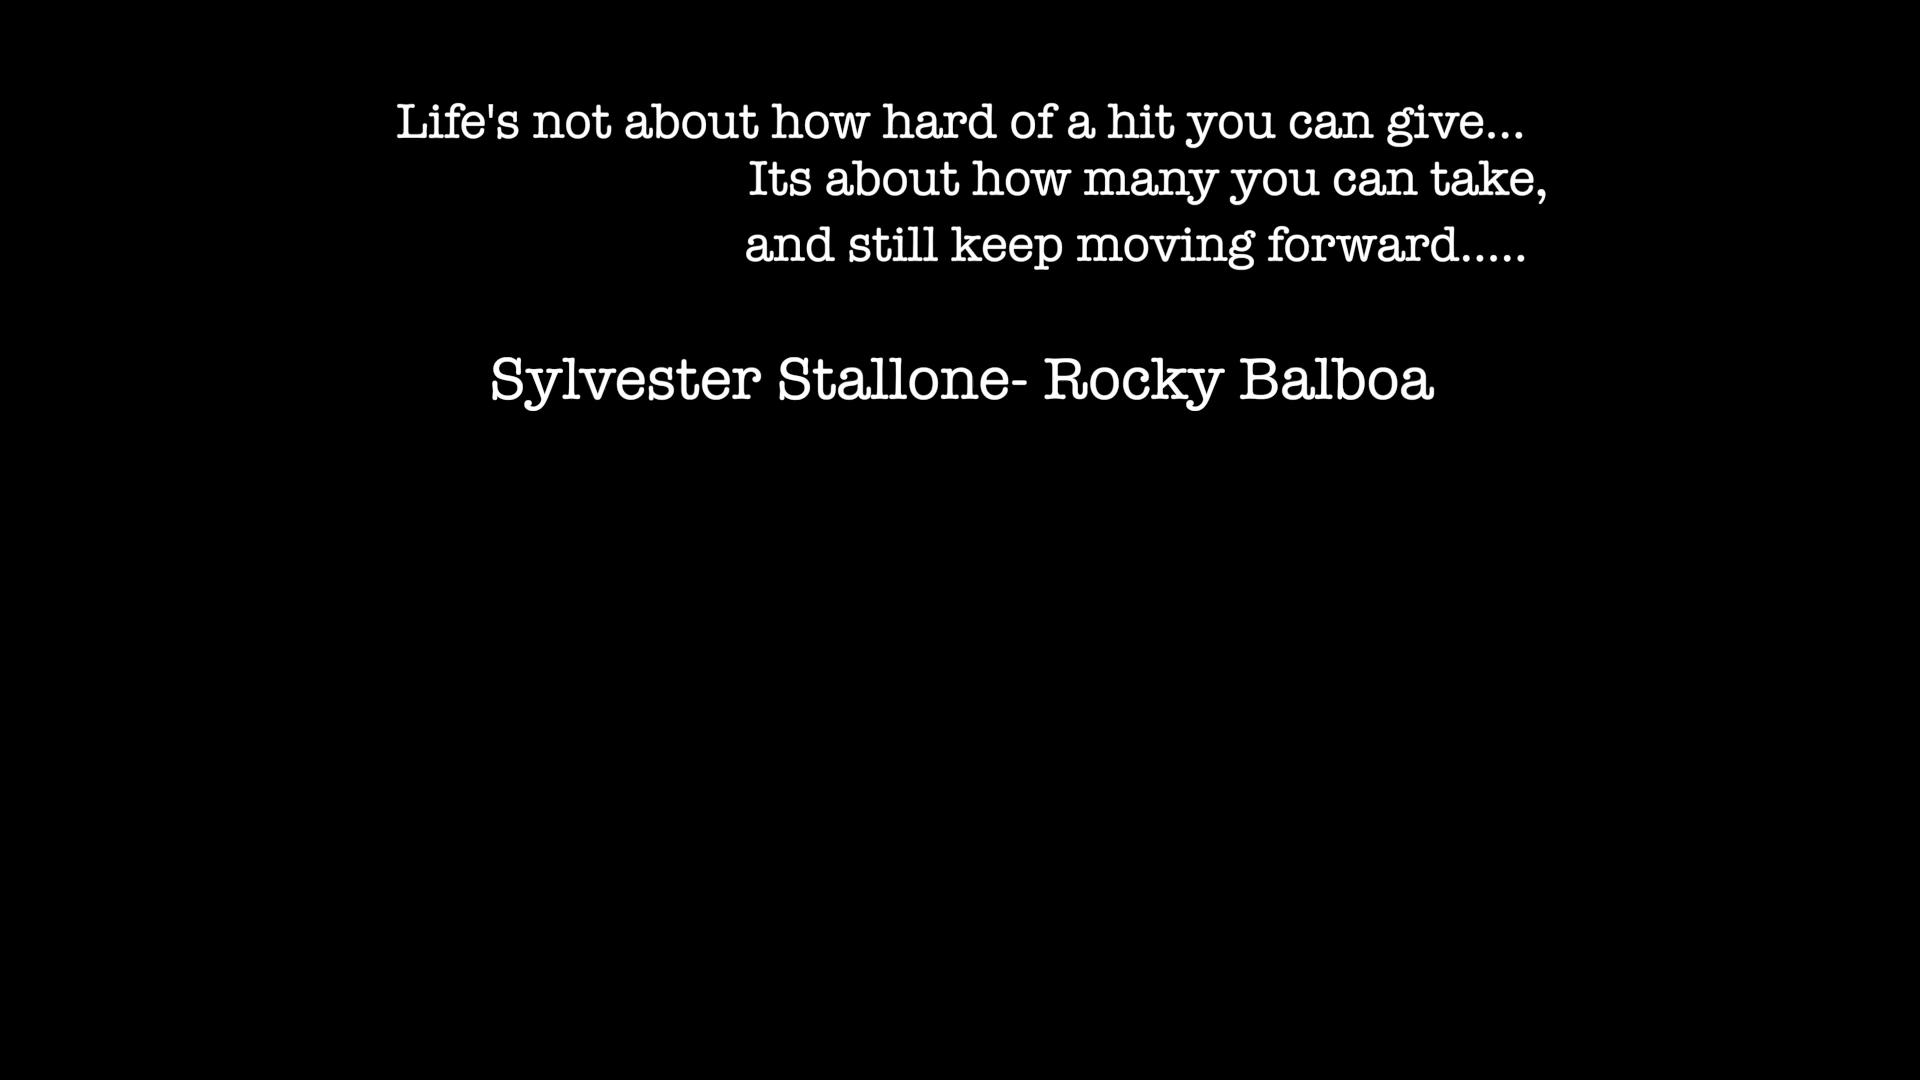 Life's not about how hard of a hit you can give...
Its about how many you can take,
and still keep moving forward.....
Sylvester Stallone- Rocky Balboa